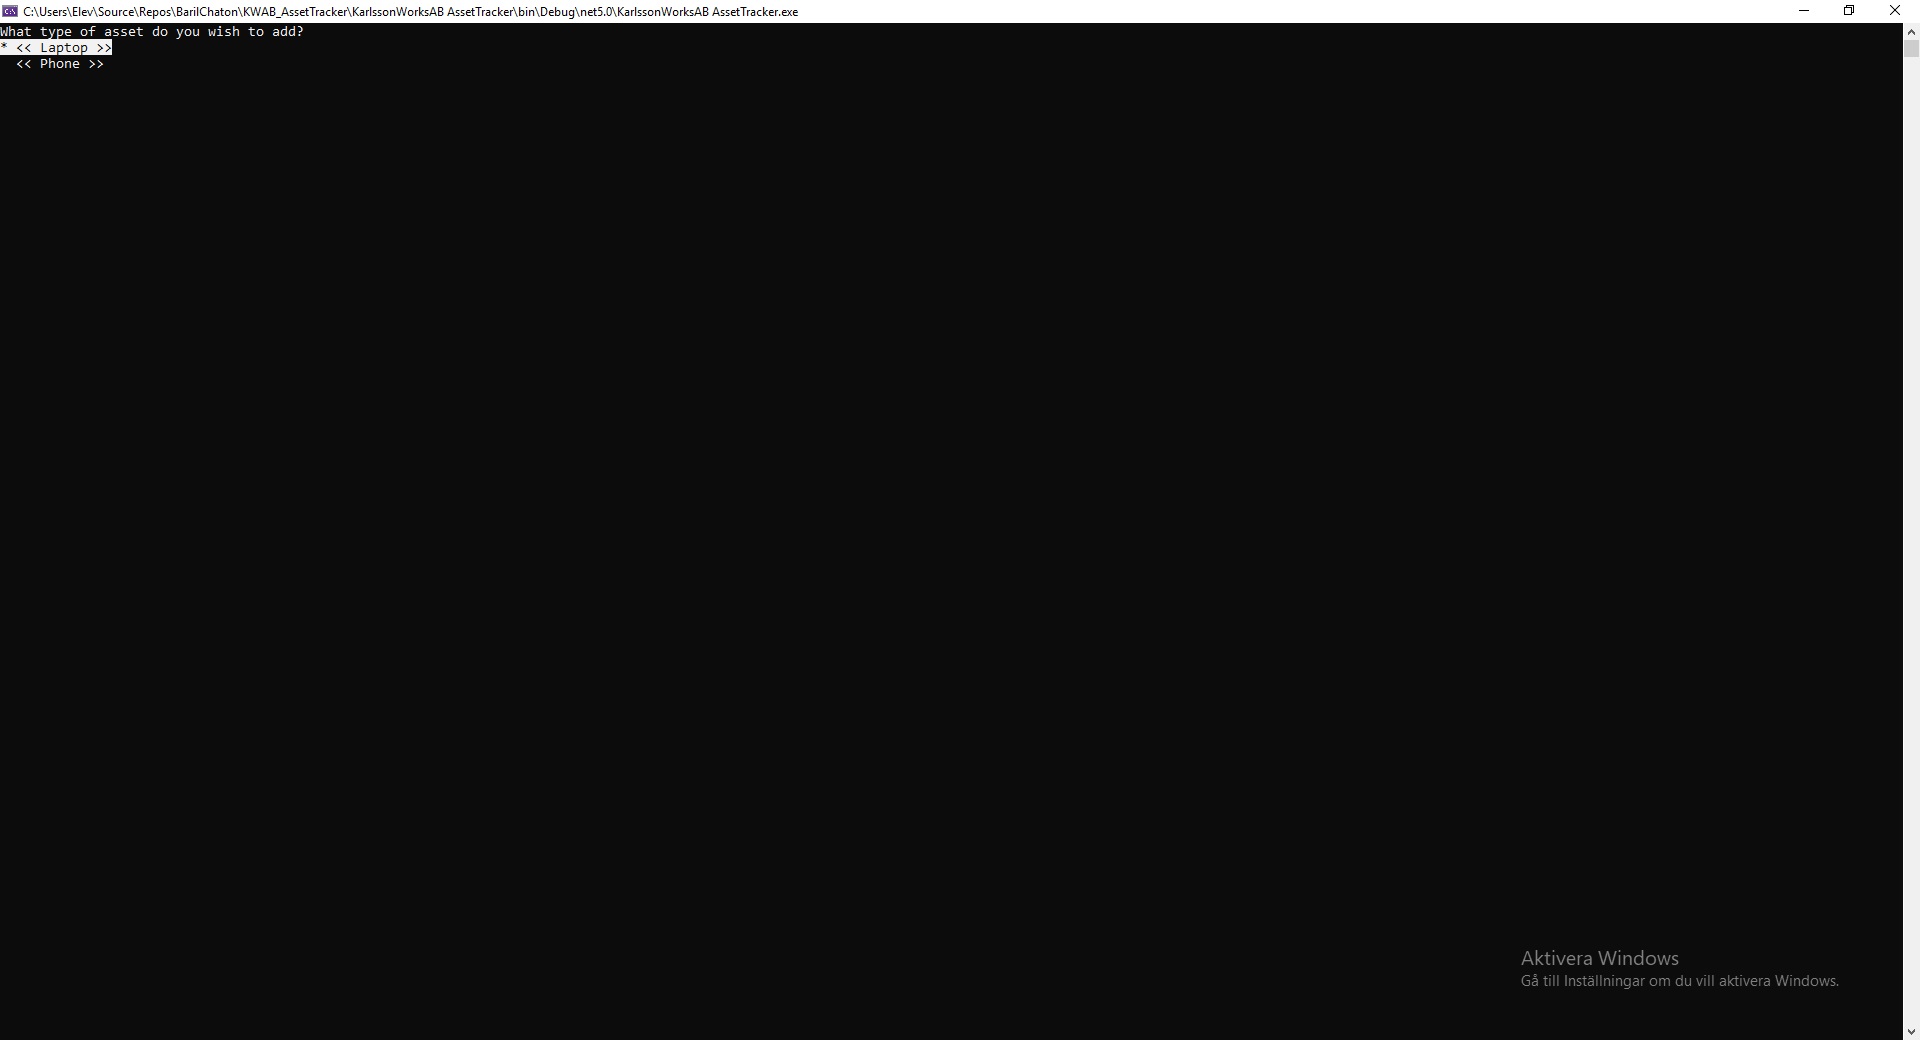 C:\Users\Elev\Source\Repos\BarilChaton\KWAB_AssetTracker\KarlssonWorksAB AssetTracker\bin\Debug\net5.0\KarlssonWorksAB AssetTracker.exe
What type of asset do you wish to add?
* << Laptop >>
<< Phone >>
Aktivera Windows
Gå till Inställningar om du vill aktivera Windows.